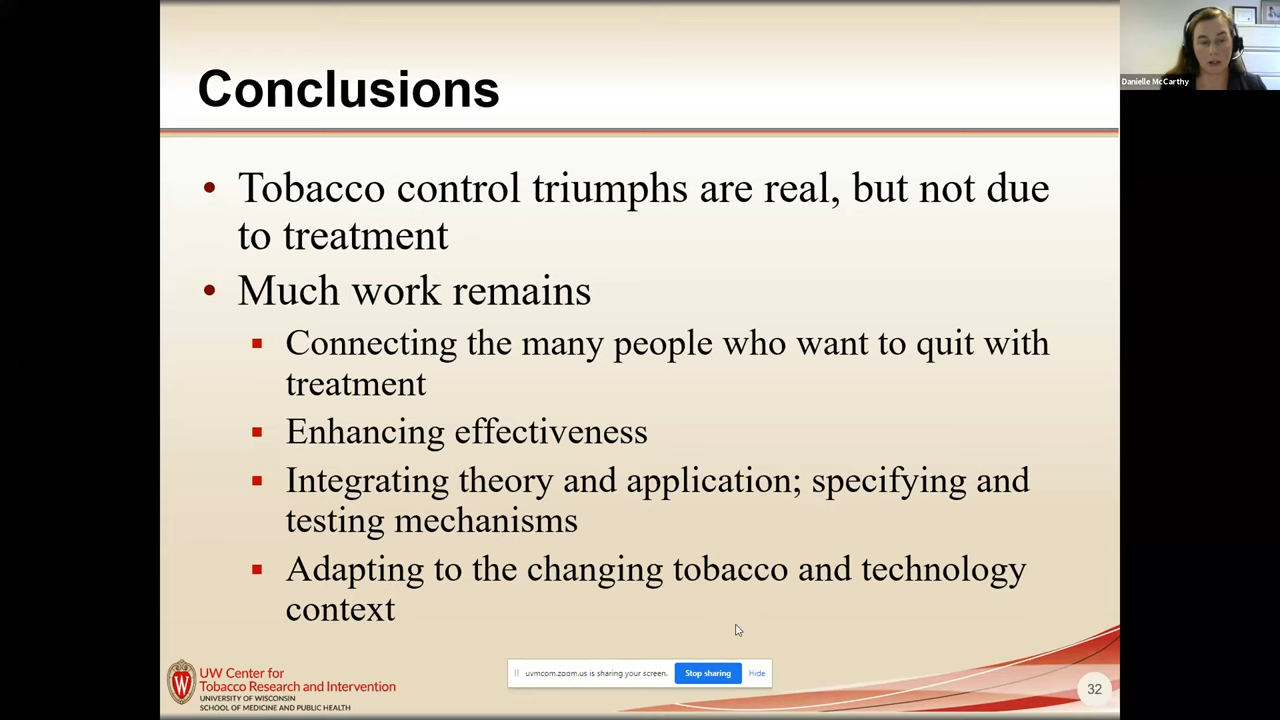 Conclusions
Danielle McCarthy
• Tobacco control triumphs are real, but not due
to treatment
• Much work remains
▪ Connecting the many people who want to quit with
treatment
▪ Enhancing effectiveness
▪ Integrating theory and application; specifying and
testing mechanisms
▪ Adapting to the changing tobacco and technology
context
W
UW Center for
Tobacco Research and Intervention
UNIVERSITY OF WISCONSIN
SCHOOL OF MEDICINE AND PUBLIC HEALTH
uvmcom.zoom.us is sharing your screen.
Stop sharing
Hide
32